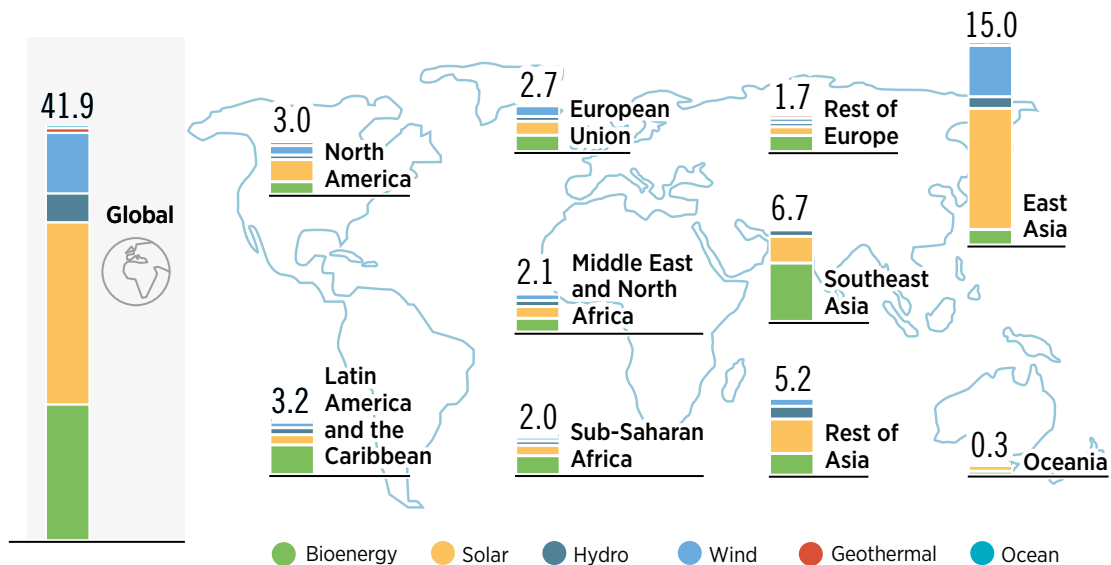 41.9
Global
3.0
North
America
2.7
European
Union
1.7
Rest of
Europe
15.0
East
Asia
2.1
Middle East
and North
Africa
6.7
Southeast
Asia
3.2
Latin
America
and the
Caribbean
2.0
Sub-Saharan
Africa
5.2
Rest of
Asia
0.3
Oceania
Bioenergy
Solar
Hydro
Wind
Geothermal
Ocean